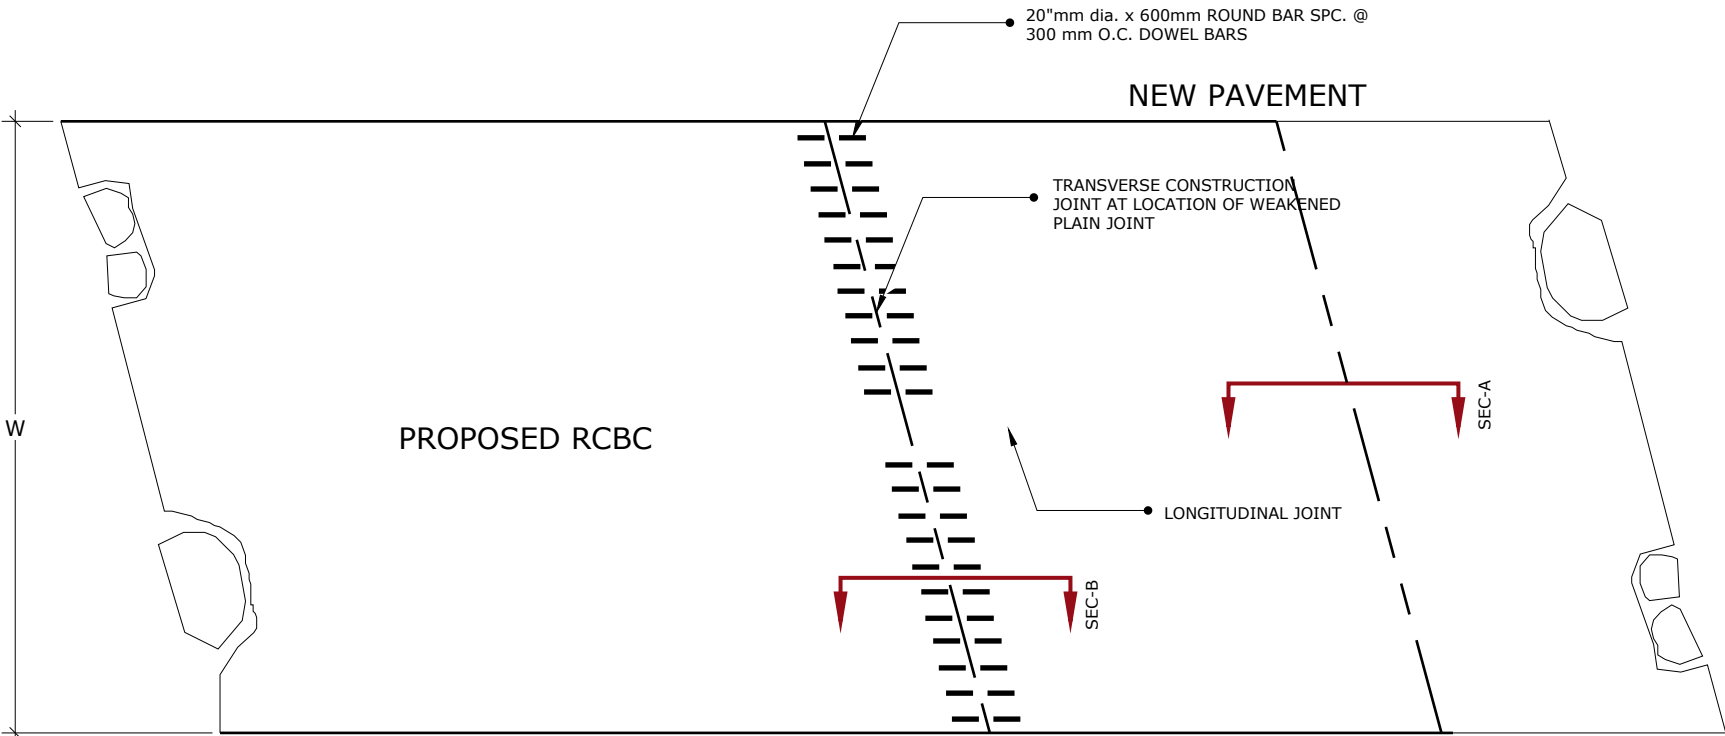 20"mm dia. x 600mm ROUND BAR SPC. @
300 mm O.C. DOWEL BARS
NEW PAVEMENT
TRANSVERSE CONSTRUCTION
JOINT AT LOCATION OF WEAKENED
PLAIN JOINT
SEC-A
W
PROPOSED RCBC
LONGITUDINAL JOINT
SEC-B